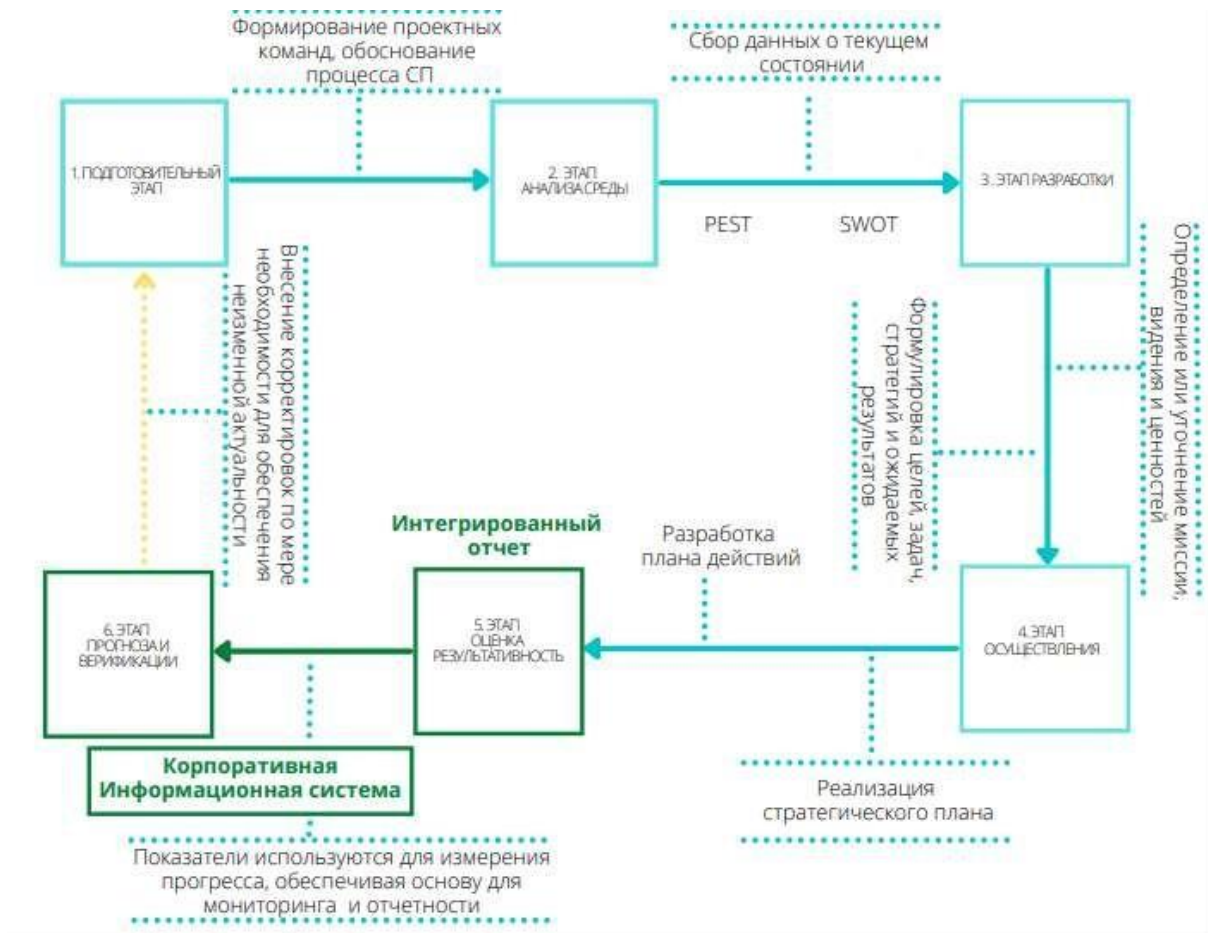 Формирование проектных
команд, обоснование
процесса СП
Сбор данных о текущем
состоянии
1. ПОДГОТОВИТЕЛЬНЫЙ
ЭТАП
2. ЭТАП
АНАЛИЗА СРЕДЫ
3. ЭТАП РАЗРАБОТКИ
PEST
SWOT
Определение или уточнение миссии,
видения и ценностей
Формулировка целей, задач,
стратегий и ожидаемых
результатов
Внесение корректировок по мере
необходимости для обеспечения
неизменной актуальности
Интегрированный
отчет
Разработка
плана действий
4. ЭТАП
ОСУЩЕСТВЛЕНИЯ
5. ЭТАП
ОЦЕНКА
РЕЗУЛЬТАТИВНОСТЬ
6. ЭТАП
ПРОГНОЗА И
ВЕРИФИКАЦИИ
Корпоративная
Информационная система
Реализация
стратегического плана
Показатели используются для измерения
прогресса, обеспечивая основу для
мониторинга и отчетности